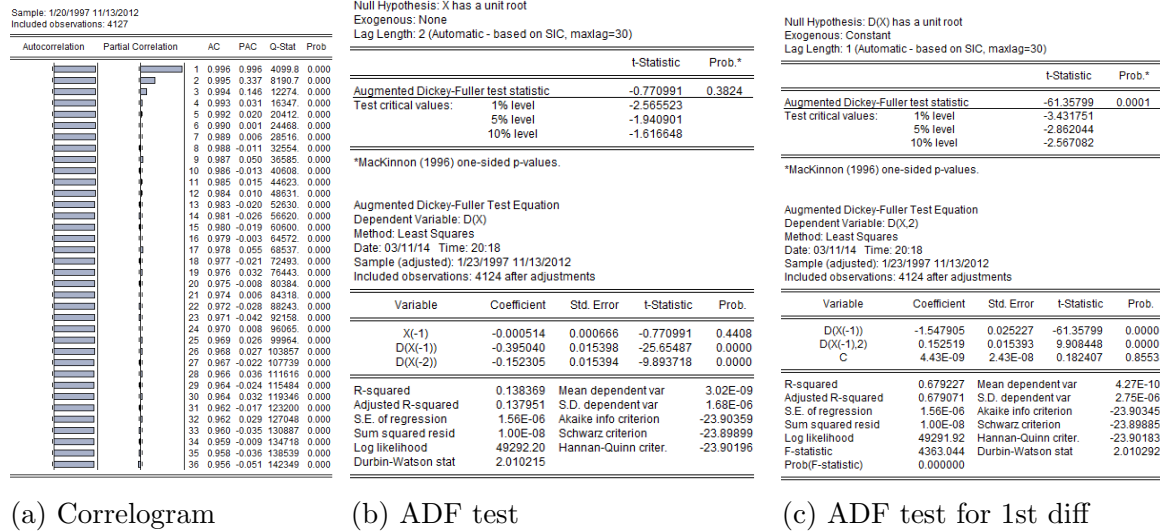 Sample: 1/20/1997 11/13/2012
Included observations: 4127
Autocorrelation Partial Correlation AC PAC Q-Stat Prob
1 0.996 0.996 4099.8 0.000
2 0.995 0.337 8190.7 0.000
3 0.994 0.146 12274. 0.000
4 0.993 0.031 16347. 0.000
5 0.992 0.020 20412. 0.000
6 0.990 0.001 24468. 0.000
7 0.989 0.006 28516. 0.000
8 0.988 -0.011 32554. 0.000
9 0.987 0.050 36585. 0.000
10 0.986 -0.013 40608. 0.000
11 0.985 0.015 44623. 0.000
12 0.984 0.010 48631. 0.000
13 0.983 -0.020 52630. 0.000
14 0.981 -0.026 56620. 0.000
15 0.980 -0.019 60600. 0.000
16 0.979 -0.003 64572. 0.000
17 0.978 0.055 68537. 0.000
18 0.977 -0.021 72493. 0.000
19 0.976 0.032 76443. 0.000
20 0.975 -0.008 80384. 0.000
21 0.974 0.006 84318. 0.000
22 0.972 -0.028 88243. 0.000
23 0.971 -0.042 92158. 0.000
24 0.970 0.008 96065. 0.000
25 0.969 0.026 99964. 0.000
26 0.968 0.027 103857 0.000
27 0.967 -0.022 107739 0.000
28 0.966 0.036 111616 0.000
29 0.964 -0.024 115484 0.000
30 0.964 0.032 119346 0.000
31 0.962 -0.017 123200 0.000
32 0.962 0.029 127048 0.000
33 0.960 -0.035 130887 0.000
34 0.959 -0.009 134718 0.000
35 0.958 -0.036 138539 0.000
36 0.956 -0.051 142349 0.000
(a) Correlogram
Null Hypothesis: X has a unit root
Exogenous: None
Lag Length: 2 (Automatic - based on SIC, maxlag=30)
t-Statistic Prob.*
Augmented Dickey-Fuller test statistic -0.770991 0.3824
Test critical values: 1% level -2.565523
5% level -1.940901
10% level -1.616648
*MacKinnon (1996) one-sided p-values.
Augmented Dickey-Fuller Test Equation
Dependent Variable: D(X)
Method: Least Squares
Date: 03/11/14 Time: 20:18
Sample (adjusted): 1/23/1997 11/13/2012
Included observations: 4124 after adjustments
Variable Coefficient Std. Error t-Statistic Prob.
X(-1) -0.000514 0.000666 -0.770991 0.4408
D(X(-1)) -0.395040 0.015398 -25.65487 0.0000
D(X(-2)) -0.152305 0.015394 -9.893718 0.0000
R-squared 0.138369 Mean dependent var 3.02E-09
Adjusted R-squared 0.137951 S.D. dependent var 1.68E-06
S.E. of regression 1.56E-06 Akaike info criterion -23.90359
Sum squared resid 1.00E-08 Schwarz criterion -23.89899
Log likelihood 49292.20 Hannan-Quinn criter. -23.90196
Durbin-Watson stat 2.010215
(b) ADF test
Null Hypothesis: D(X) has a unit root
Exogenous: Constant
Lag Length: 1 (Automatic - based on SIC, maxlag=30)
t-Statistic Prob.*
Augmented Dickey-Fuller test statistic -61.35799 0.0001
Test critical values: 1% level -3.431751
5% level -2.862044
10% level -2.567082
*MacKinnon (1996) one-sided p-values.
Augmented Dickey-Fuller Test Equation
Dependent Variable: D(X,2)
Method: Least Squares
Date: 03/11/14 Time: 20:18
Sample (adjusted): 1/23/1997 11/13/2012
Included observations: 4124 after adjustments
Variable Coefficient Std. Error t-Statistic Prob.
D(X(-1)) -1.547905 0.025227 -61.35799 0.0000
D(X(-1),2) 0.152519 0.015393 9.908448 0.0000
C 4.43E-09 2.43E-08 0.182407 0.8553
R-squared 0.679227 Mean dependent var 4.27E-10
Adjusted R-squared 0.679071 S.D. dependent var 2.75E-06
S.E. of regression 1.56E-06 Akaike info criterion -23.90345
Sum squared resid 1.00E-08 Schwarz criterion -23.89885
Log likelihood 49291.92 Hannan-Quinn criter. -23.90183
F-statistic 4363.044 Durbin-Watson stat 2.010292
Prob(F-statistic) 0.000000
(c) ADF test for 1st diff